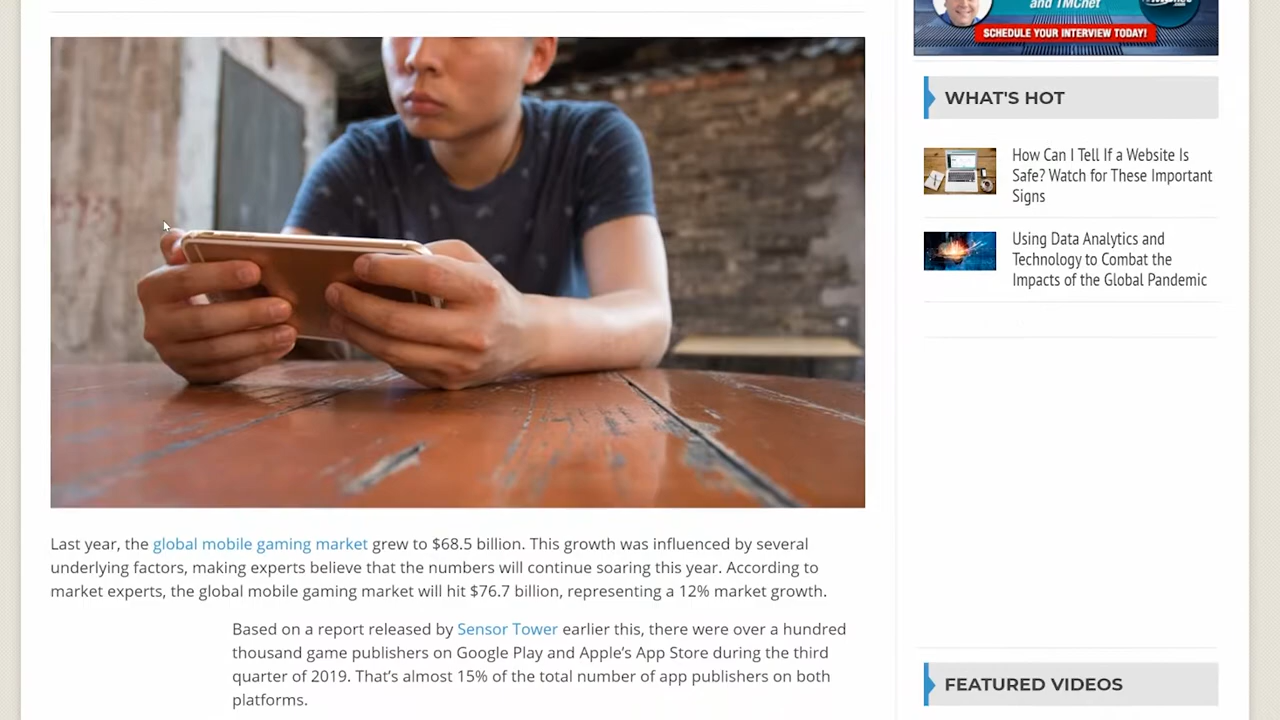 and TMCnet
SCHEDULE YOUR INTERVIEW TODAY!
WHAT'S HOT
How Can I Tell If a Website Is
Safe? Watch for These Important
Signs
Using Data Analytics and
Technology to Combat the
Impacts of the Global Pandemic
Last year, the global mobile gaming market grew to $68.5 billion. This growth was influenced by several
underlying factors, making experts believe that the numbers will continue soaring this year. According to
market experts, the global mobile gaming market will hit $76.7 billion, representing a 12% market growth.
Based on a report released by Sensor Tower earlier this, there were over a hundred
thousand game publishers on Google Play and Apple’s App Store during the third
quarter of 2019. That’s almost 15% of the total number of app publishers on both
platforms.
FEATURED VIDEOS